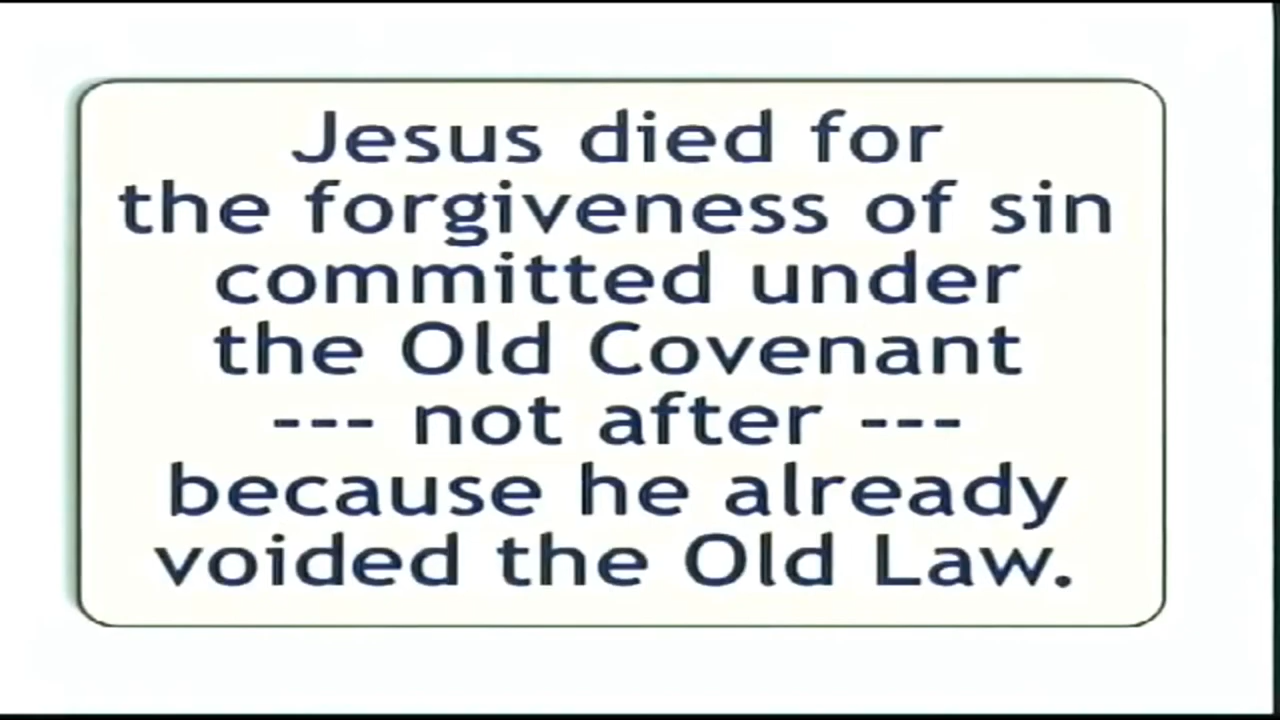 Jesus died for
the forgiveness of sin
committed under
the Old Covenant
--- not after ---
because he already
voided the Old Law.